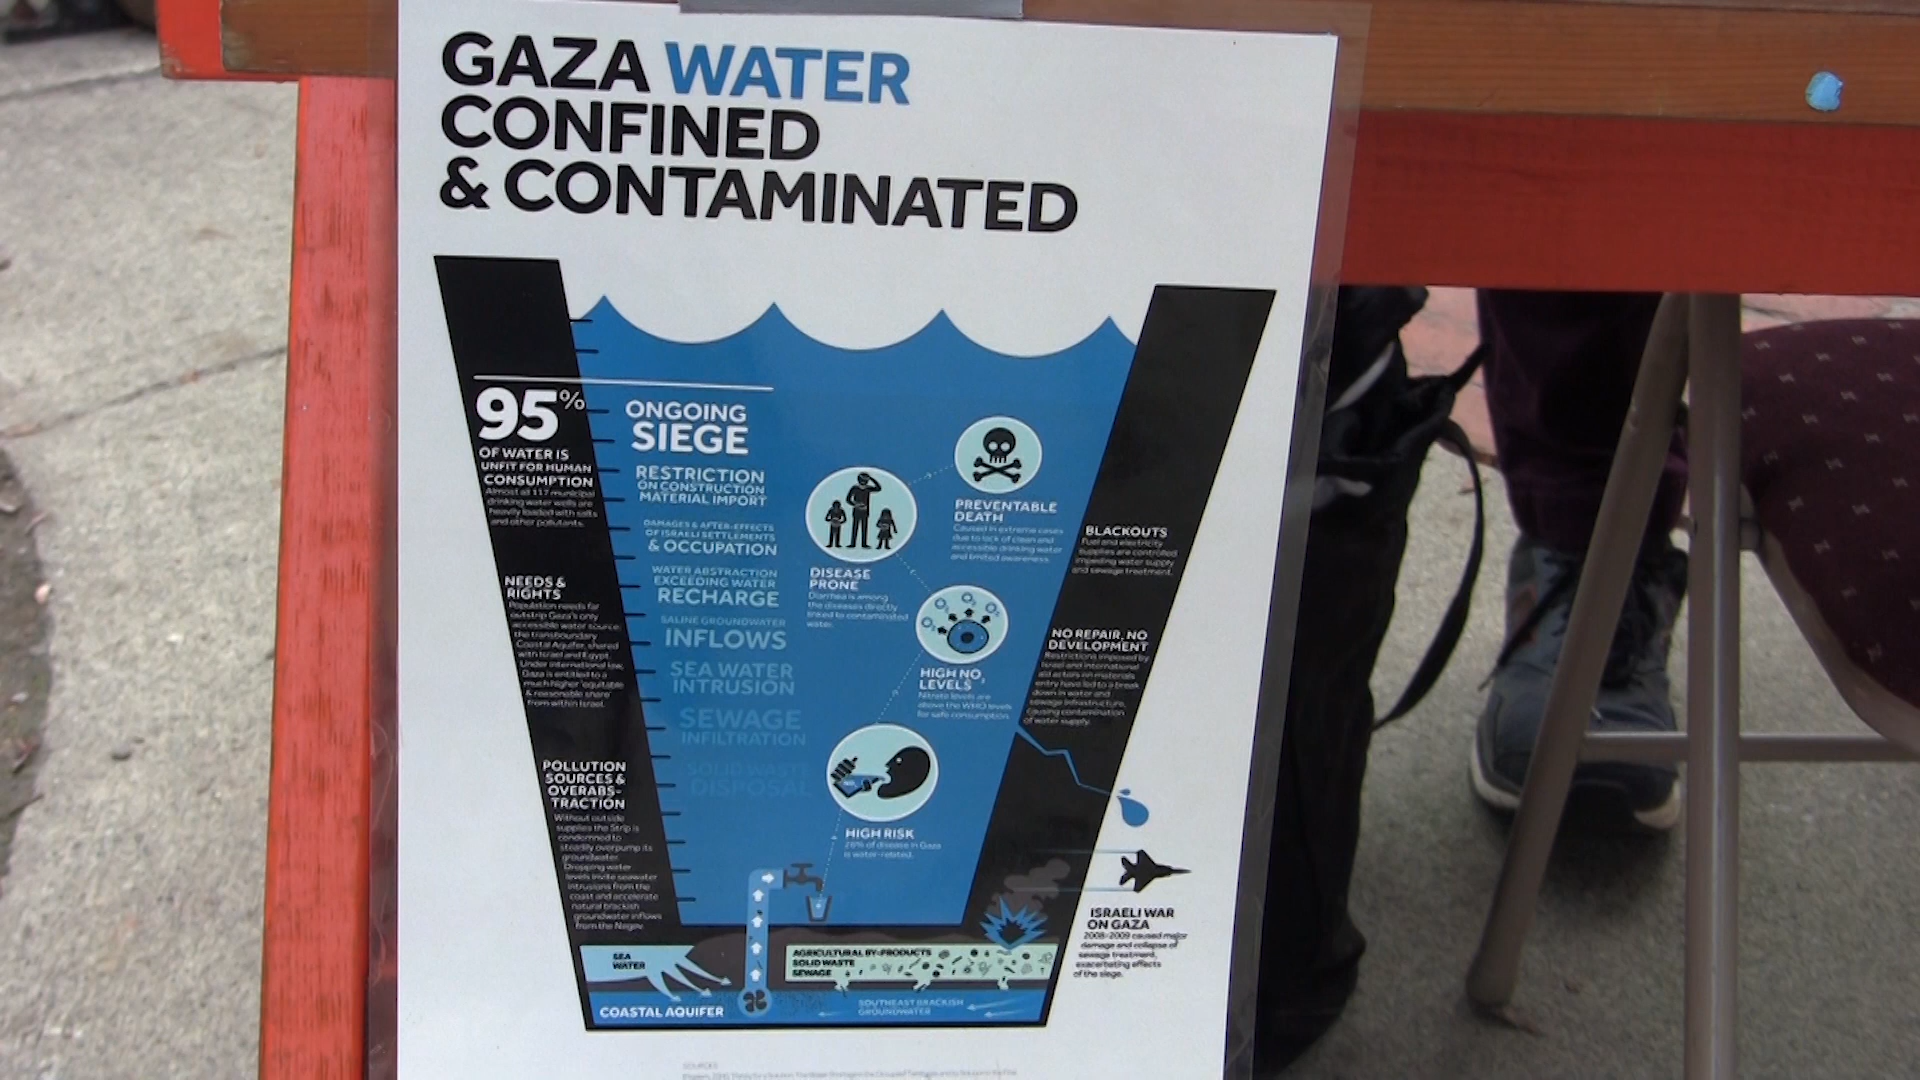 GAZA WATER
CONFINED
& CONTAMINATED
95%
OF WATER IS
UNFIT FOR HUMAN
CONSUMPTION
Almost all 117 municipal
drinking water wells are
heavily loaded with salts
and other pollutants.
NEEDS &
RIGHTS
Population needs far
outstrip Gaza's only
accessible water source:
the transboundary
Coastal Aquifer, shared
with Israel and Egypt.
Under international law,
Gaza is entitled to a
much higher 'equitable
& reasonable share'
from within Israel.
POLLUTION
SOURCES &
OVERABS-
TRACTION
Without outside
supplies the Strip is
condemned to
steadily overpump its
groundwater.
Dropping water
levels invite seawater
intrusions from the
coast and accelerate
natural brackish
groundwater inflows
from the Negev.
ONGOING
SIEGE
RESTRICTION
ON CONSTRUCTION
MATERIAL IMPORT
DAMAGES & AFTER-EFFECTS
OF ISRAELI SETTLEMENTS
& OCCUPATION
WATER ABSTRACTION
EXCEEDING WATER
RECHARGE
SALINE GROUNDWATER
INFLOWS
SEA WATER
INTRUSION
SEWAGE
INFILTRATION
SOLID WASTE
DISPOSAL
PREVENTABLE
DEATH
Caused in extreme cases
due to lack of clean and
accessible drinking water
and limited awareness.
DISEASE
PRONE
Diarrhea is among
the diseases directly
linked to contaminated
water.
HIGH NO3
LEVELS
Nitrate levels are
above the WHO levels
for safe consumption.
HIGH RISK
26% of disease in Gaza
is water-related.
BLACKOUTS
Fuel and electricity
supplies are controlled
impeding water supply
and sewage treatment.
NO REPAIR, NO
DEVELOPMENT
Restrictions imposed by
Israel and international
aid actors on materials
entry have led to a break
down in water and
sewage infrastructure,
causing contamination
of water supply.
ISRAELI WAR
ON GAZA
2008-2009 caused major
damage and collapse of
sewage treatment,
exacerbating effects
of the siege.
SEA
WATER
AGRICULTURAL BY-PRODUCTS
SOLID WASTE
SEWAGE
COASTAL AQUIFER
SOUTHEAST BRACKISH
GROUNDWATER
SOURCES